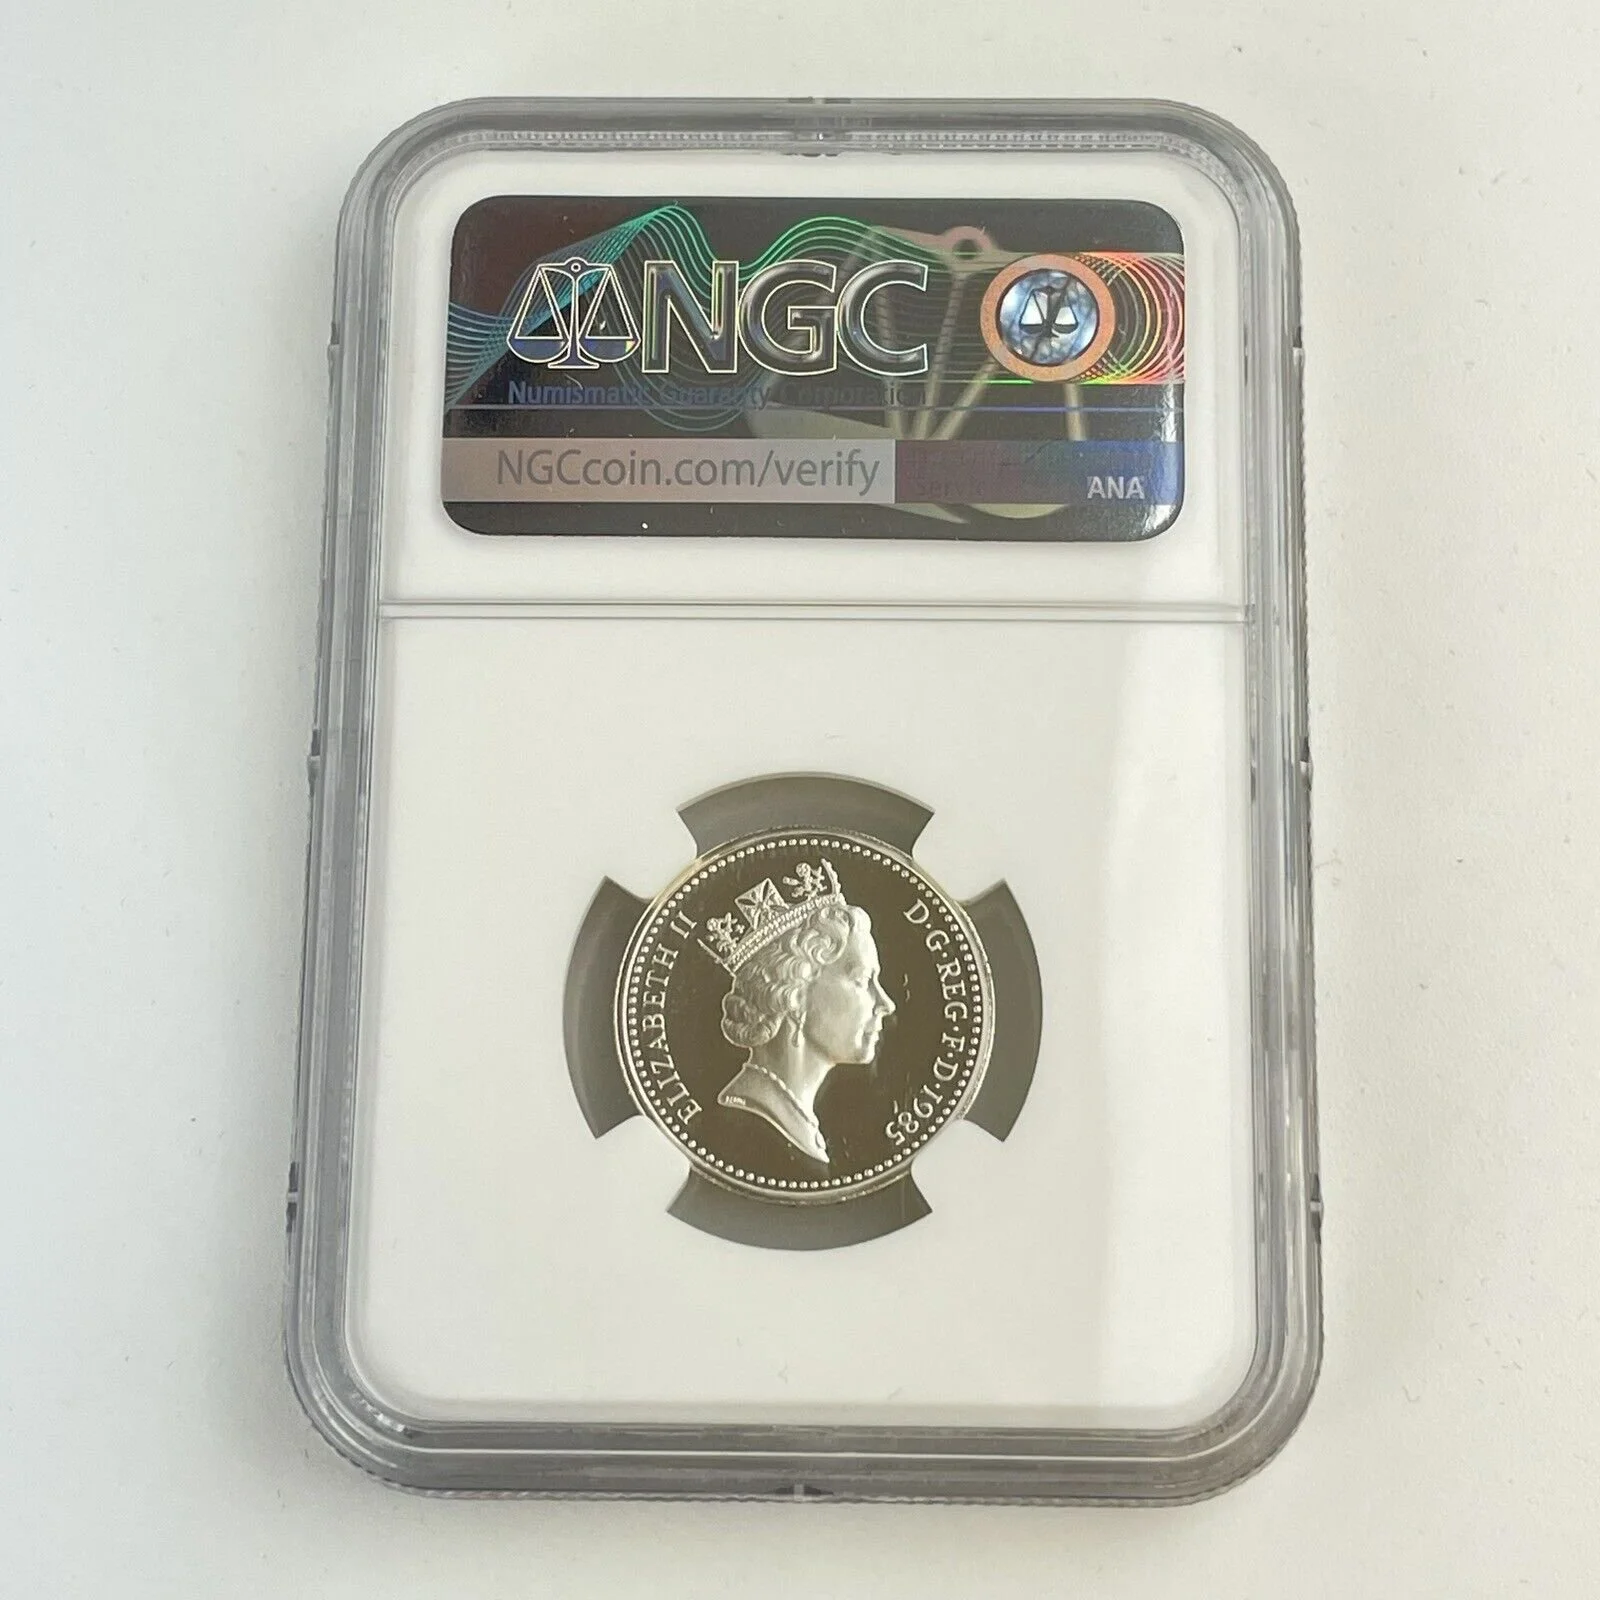 NGC
Numismatic Guaranty Corporation
NGCcoin.com/verify
ANA
ELIZABETH II
D·G·REG·F·D·1985